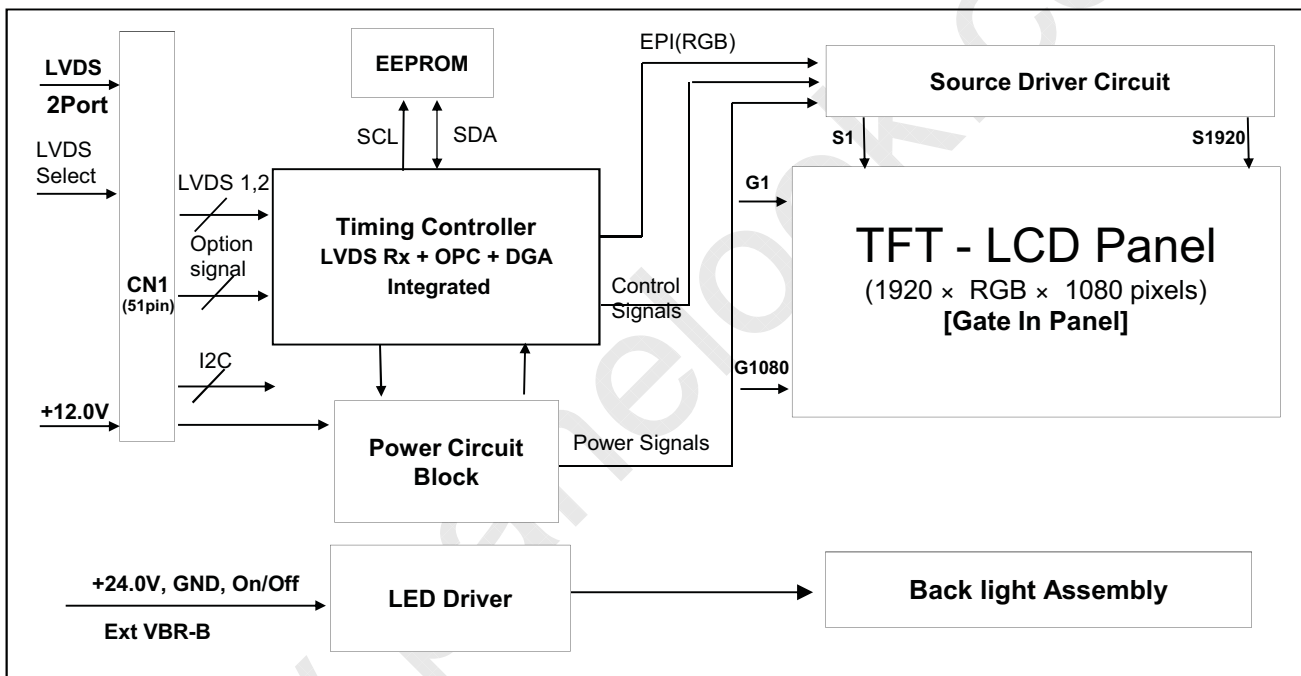 LVDS
2Port
LVDS
Select
CN1
(51pin)
+12.0V
LVDS 1,2
Option
signal
I2C
EEPROM
SCL
SDA
Timing Controller
LVDS Rx + OPC + DGA
Integrated
Power Circuit
Block
EPI(RGB)
Control
Signals
Power Signals
Source Driver Circuit
S1
S1920
G1
G1080
TFT - LCD Panel
(1920 × RGB × 1080 pixels)
[Gate In Panel]
+24.0V, GND, On/Off
Ext VBR-B
LED Driver
Back light Assembly